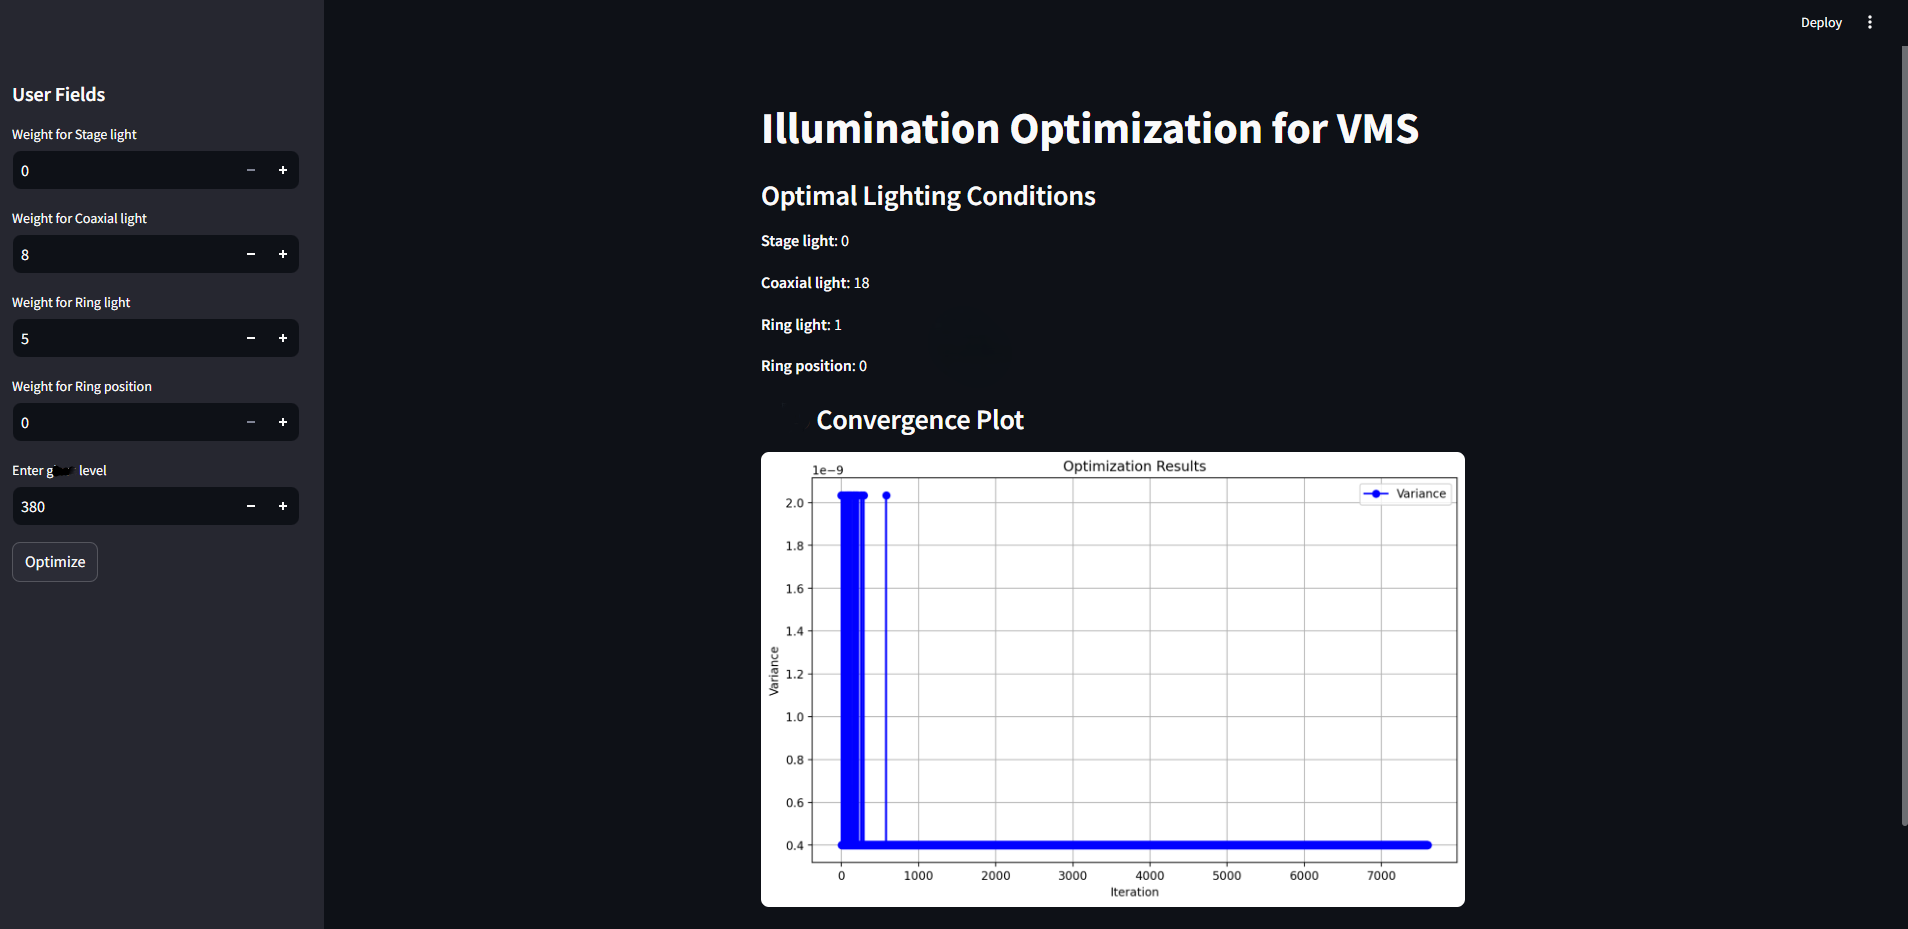 Deploy
User Fields
Weight for Stage light
0
Weight for Coaxial light
8
Weight for Ring light
5
Weight for Ring position
0
Enter g level
380
Optimize
Illumination Optimization for VMS
Optimal Lighting Conditions
Stage light: 0
Coaxial light: 18
Ring light: 1
Ring position: 0
Convergence Plot
Optimization Results
1e−9
Variance
2.0
1.8
1.6
1.4
1.2
1.0
0.8
0.6
0.4
Variance
0 1000 2000 3000 4000 5000 6000 7000
Iteration